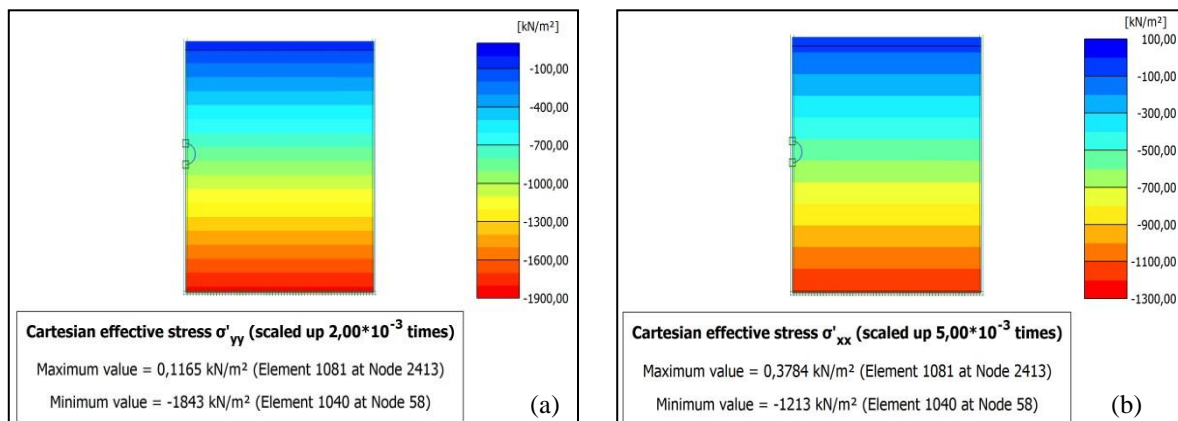 [kN/m²]
-100,00
-400,00
-700,00
-1000,00
-1300,00
-1600,00
-1900,00
Cartesian effective stress σ'yy (scaled up 2,00*10-3 times)
Maximum value = 0,1165 kN/m² (Element 1081 at Node 2413)
Minimum value = -1843 kN/m² (Element 1040 at Node 58)
(a)
[kN/m²]
100,00
-100,00
-300,00
-500,00
-700,00
-900,00
-1100,00
-1300,00
Cartesian effective stress σ'xx (scaled up 5,00*10-3 times)
Maximum value = 0,3784 kN/m² (Element 1081 at Node 2413)
Minimum value = -1213 kN/m² (Element 1040 at Node 58)
(b)